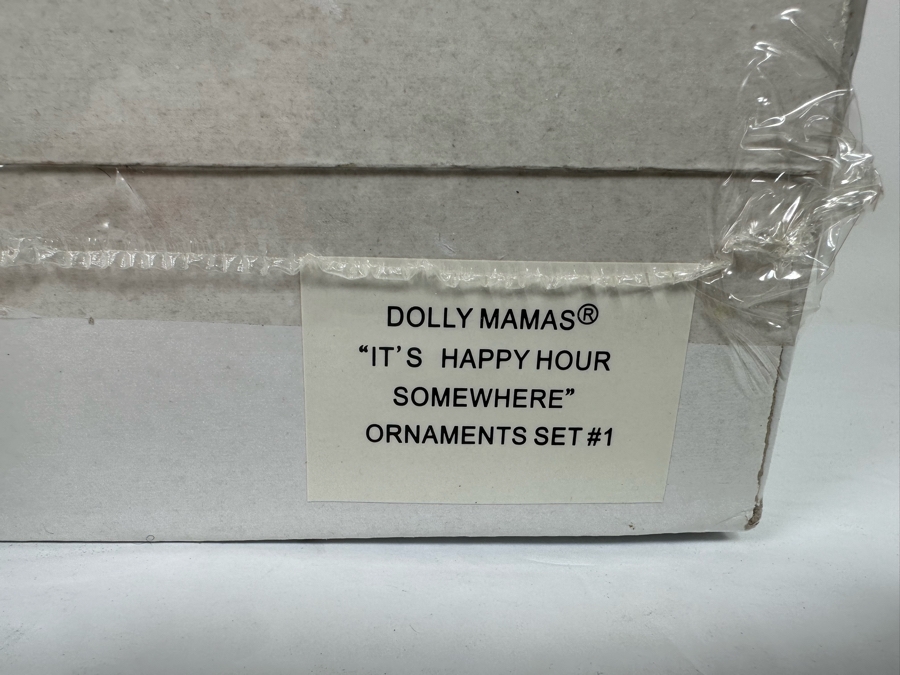 DOLLY MAMAS®
“IT’S HAPPY HOUR
SOMEWHERE”
ORNAMENTS SET #1